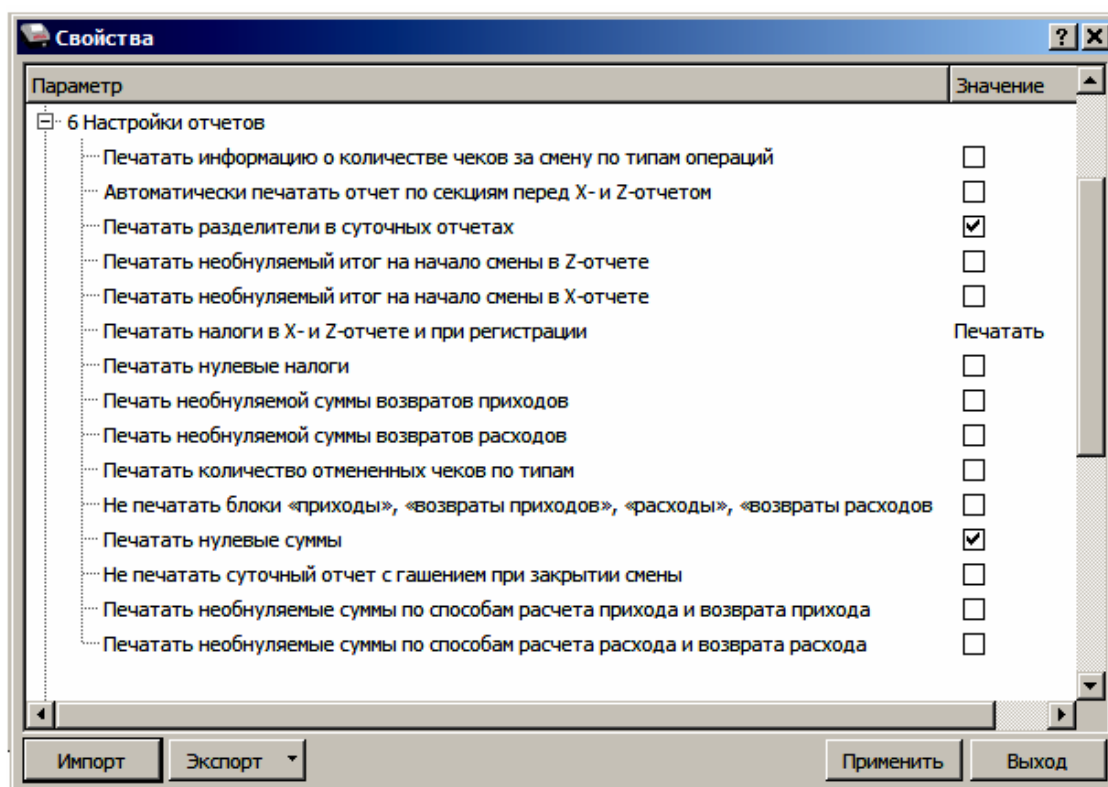 Свойства
Параметр Значение
6 Настройки отчетов
Печатать информацию о количестве чеков за смену по типам операций
Автоматически печатать отчет по секциям перед X- и Z-отчетом
Печатать разделители в суточных отчетах
Печатать необнуляемый итог на начало смены в Z-отчете
Печатать необнуляемый итог на начало смены в X-отчете
Печатать налоги в X- и Z-отчете и при регистрации Печатать
Печатать нулевые налоги
Печать необнуляемой суммы возвратов приходов
Печать необнуляемой суммы возвратов расходов
Печатать количество отмененных чеков по типам
Не печатать блоки «приходы», «возвраты приходов», «расходы», «возвраты расходов
Печатать нулевые суммы
Не печатать суточный отчет с гашением при закрытии смены
Печатать необнуляемые суммы по способам расчета прихода и возврата прихода
Печатать необнуляемые суммы по способам расчета расхода и возврата расхода
Импорт Экспорт Применить Выход